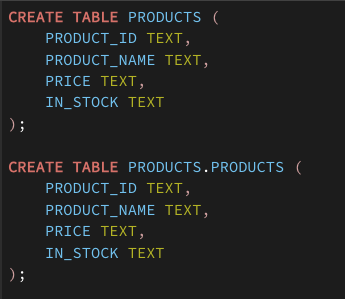 CREATE TABLE PRODUCTS (
    PRODUCT_ID TEXT,
    PRODUCT_NAME TEXT,
    PRICE TEXT,
    IN_STOCK TEXT
);

CREATE TABLE PRODUCTS.PRODUCTS (
    PRODUCT_ID TEXT,
    PRODUCT_NAME TEXT,
    PRICE TEXT,
    IN_STOCK TEXT
);